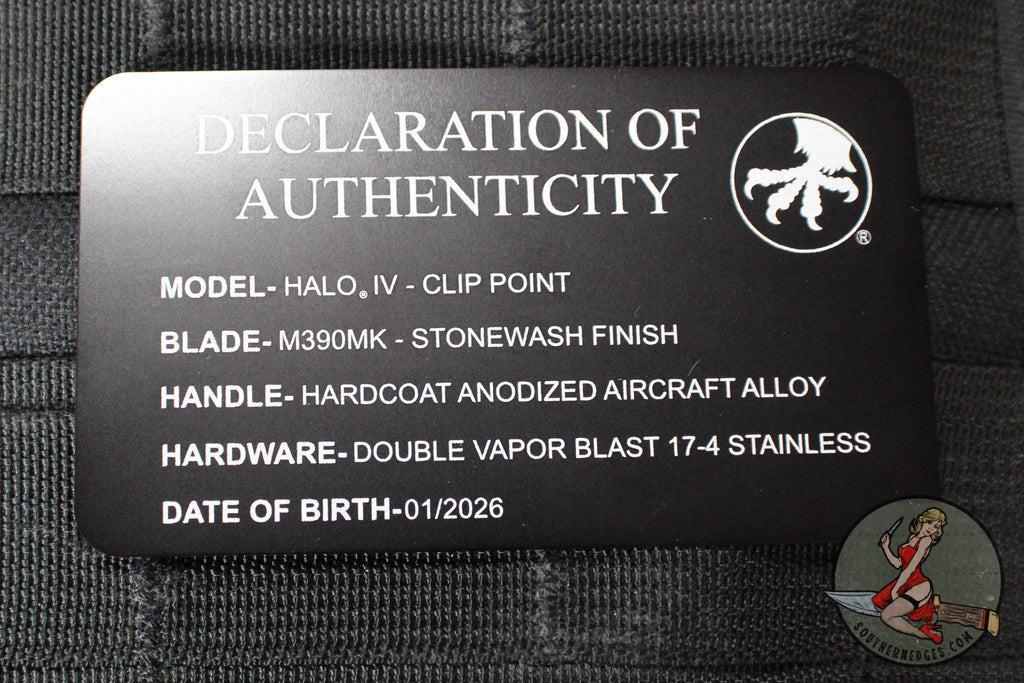 DECLARATION OF
AUTHENTICITY
®
MODEL- HALO® IV - CLIP POINT
BLADE- M390MK - STONEWASH FINISH
HANDLE- HARDCOAT ANODIZED AIRCRAFT ALLOY
HARDWARE- DOUBLE VAPOR BLAST 17-4 STAINLESS
DATE OF BIRTH-01/2026
SOUTHERNEDGES.COM